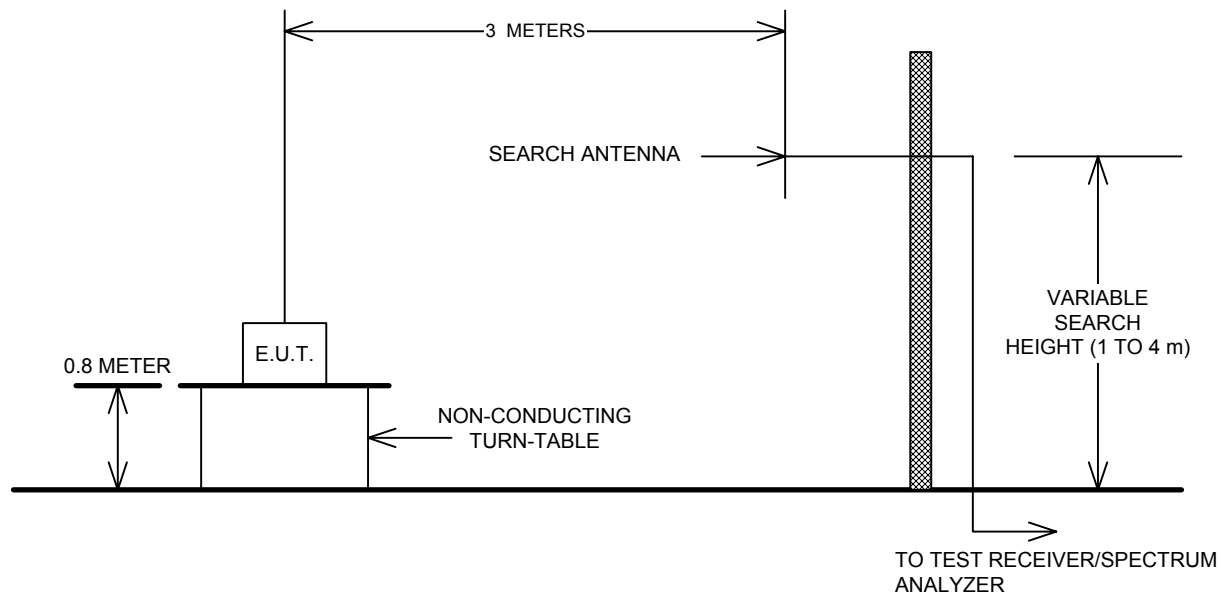 3 METERS
SEARCH ANTENNA
E.U.T.
0.8 METER
NON-CONDUCTING
TURN-TABLE
VARIABLE
SEARCH
HEIGHT (1 TO 4 m)
TO TEST RECEIVER/SPECTRUM
ANALYZER